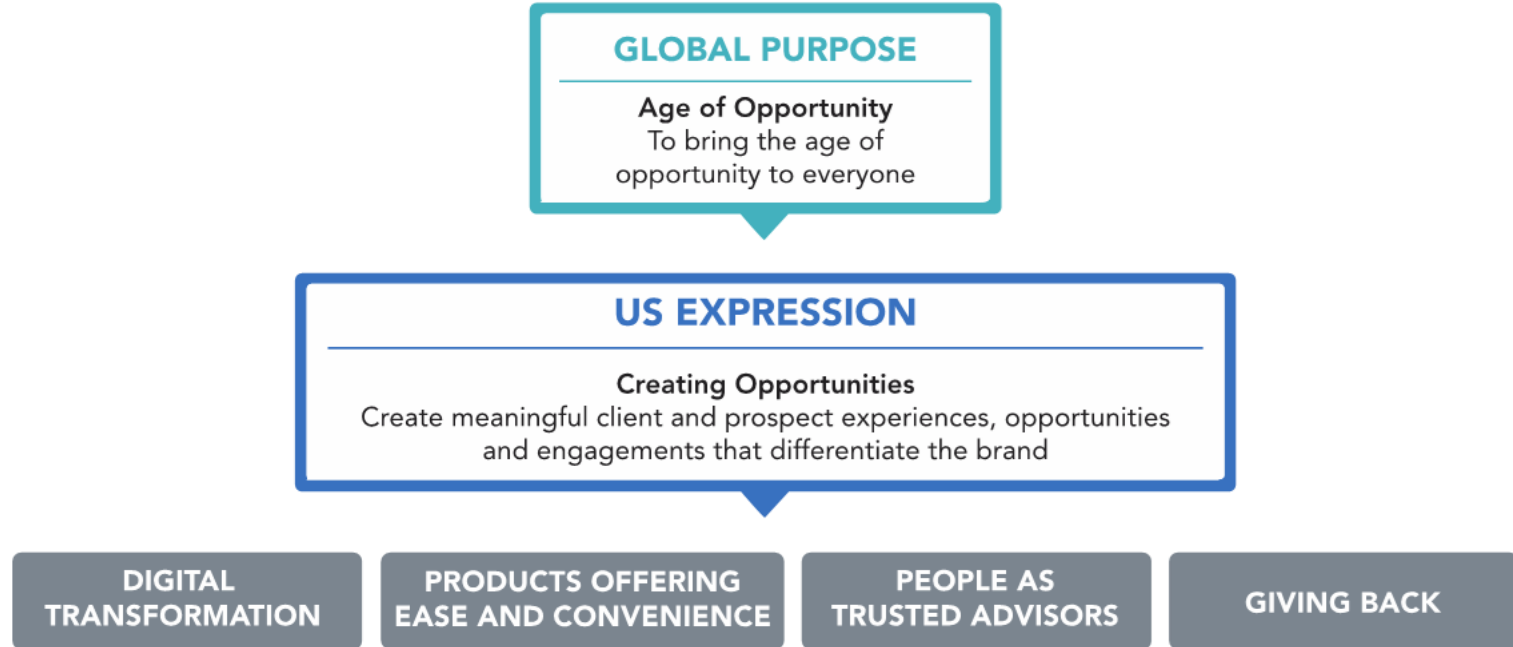 GLOBAL PURPOSE
Age of Opportunity
To bring the age of
opportunity to everyone
US EXPRESSION
Creating Opportunities
Create meaningful client and prospect experiences, opportunities
and engagements that differentiate the brand
DIGITAL
TRANSFORMATION
PRODUCTS OFFERING
EASE AND CONVENIENCE
PEOPLE AS
TRUSTED ADVISORS
GIVING BACK